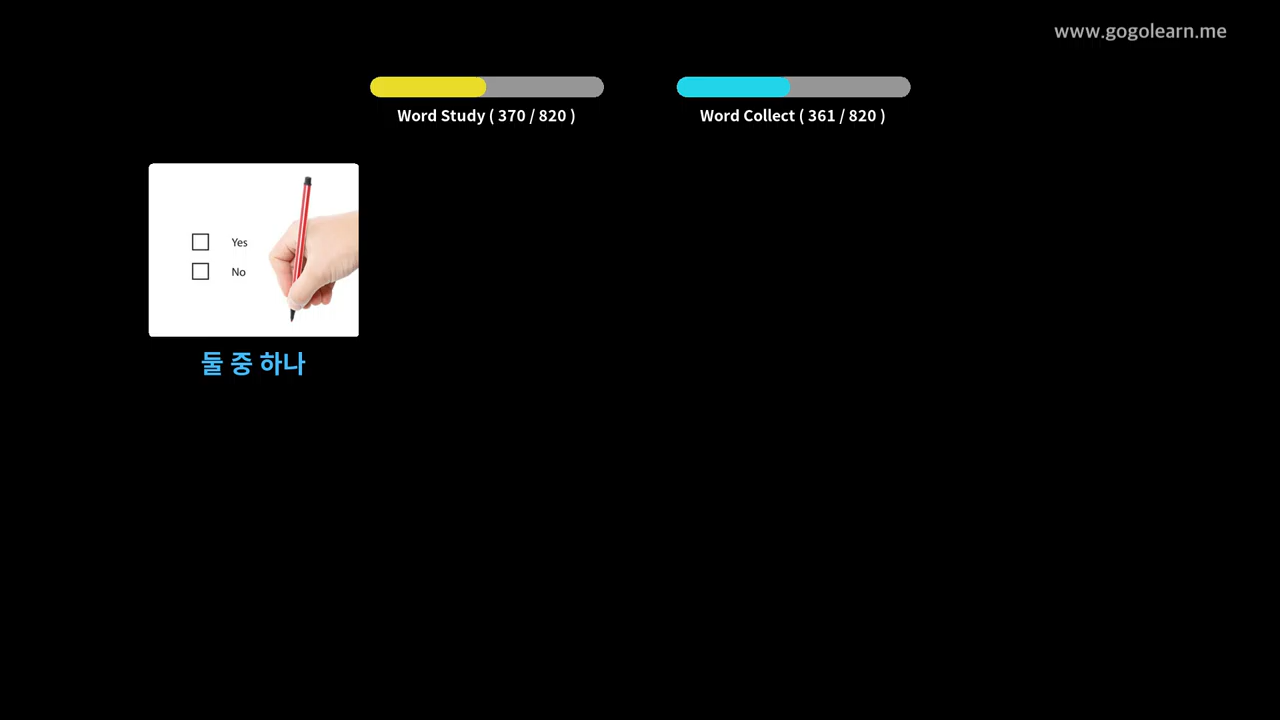 www.gogolearn.me
Word Study ( 370 / 820 )
Word Collect ( 361 / 820 )
Yes
No
둘 중 하나